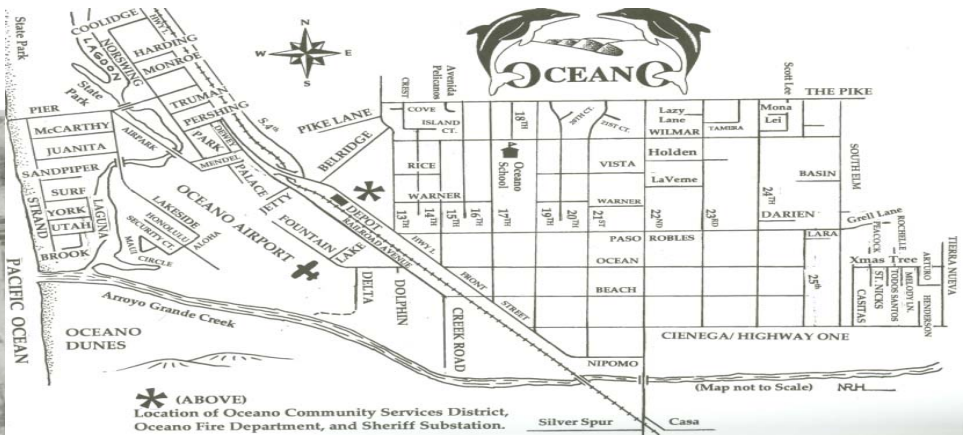 OCEANO
N
W E
S
State Park
COOLIDGE
HWY 1.
LAGOON
NORSWING
HARDING
MONROE
State
Park
TRUMAN
PERSHING
PIER
McCARTHY
JUANITA
SANDPIPER
SURF
YORK
UTAH
BROOK
STRAND
AIRPARK
PARK
DEWEY
MENDEL
PALACE
JETTY
FOUNTAIN
LAKE
DEPOT
RAILROAD AVENUE
HWY 1.
FRONT
STREET
LAGUNA
LAKESIDE
HONOLULU
SECURITY CT.
ALOHA
MAUI
CIRCLE
OCEANO AIRPORT
PACIFIC OCEAN
Arroyo Grande Creek
OCEANO
DUNES
DELTA
DOLPHIN
CREEK ROAD
PIKE LANE
BELRIDGE
CREST
Avenida
Pelicanos
COVE
ISLAND
CT.
18TH
20TH CT.
21ST CT.
Lazy
Lane
WILMAR
TAMERA
Scott Lee
Mona
Lei
THE PIKE
RICE
Oceano
School
VISTA
Holden
LaVerne
BASIN
SOUTH ELM
WARNER
WARNER
24TH
DARIEN
13TH
14TH
15TH
16TH
17TH
19TH
20TH
21ST
22ND
23RD
PASO ROBLES
LARA
Grell Lane
OCEAN
BEACH
25th
PEACOCK
ROCHELLE
Xmas Tree
ARTURO
TIERRA NUEVA
CASITAS
ST. NICKS
TODOS SANTOS
MELODY LN.
HENDERSON
CIENEGA/ HIGHWAY ONE
NIPOMO
(Map not to Scale)
NRH
(ABOVE)
Location of Oceano Community Services District,
Oceano Fire Department, and Sheriff Substation.
Silver Spur
Casa